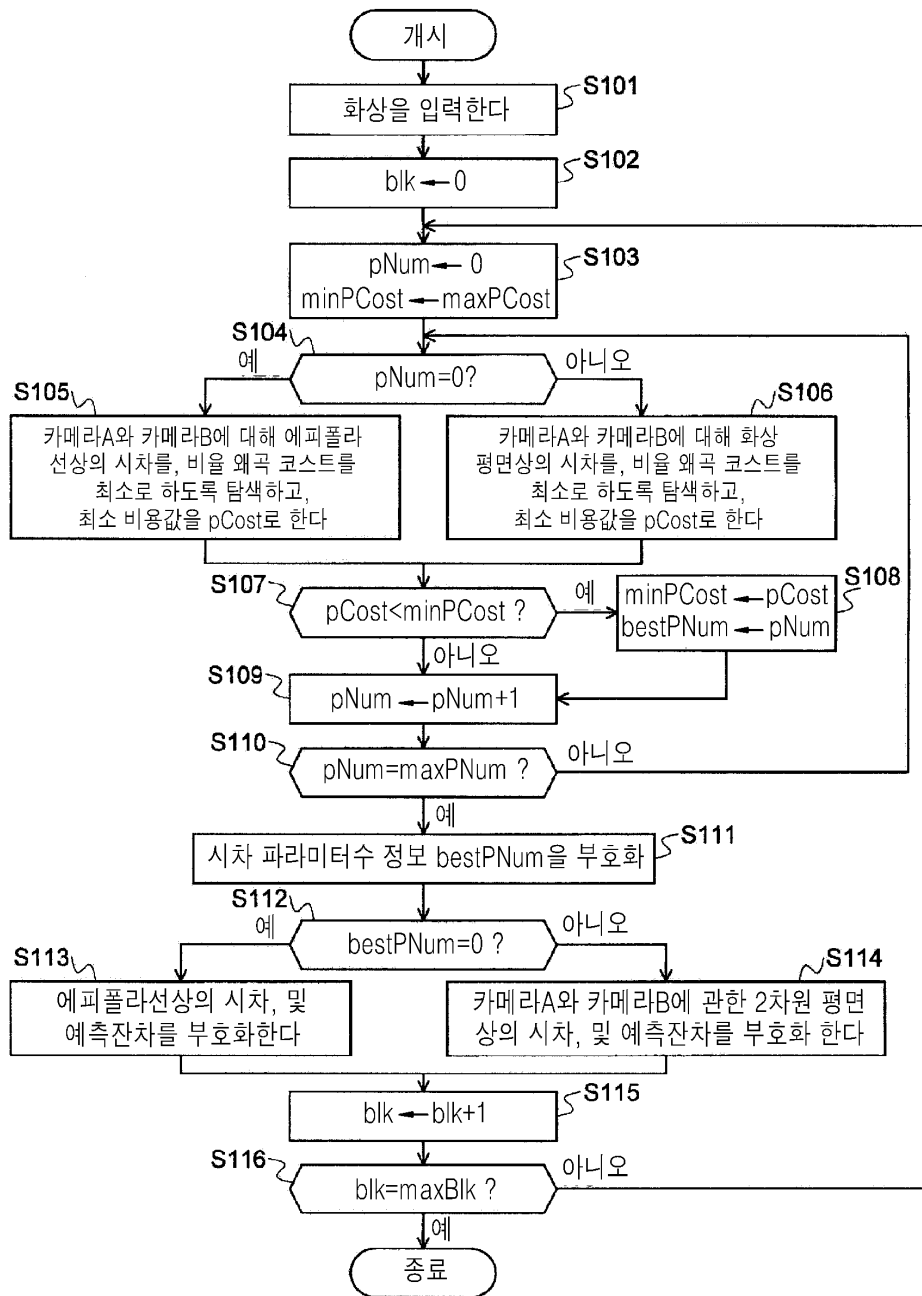 개시
S101
화상을 입력한다
S102
blk ← 0
S103
pNum ← 0
minPCost ← maxPCost
S104
예
아니오
pNum=0?
S105
카메라A와 카메라B에 대해 에피폴라
선상의 시차를, 비율 왜곡 코스트를
최소로 하도록 탐색하고,
최소 비용값을 pCost로 한다
S106
카메라A와 카메라B에 대해 화상
평면상의 시차를, 비율 왜곡 코스트를
최소로 하도록 탐색하고,
최소 비용값을 pCost로 한다
S107
pCost<minPCost ?
예
S108
minPCost ← pCost
bestPNum ← pNum
아니오
S109
pNum ← pNum+1
S110
pNum=maxPNum ?
아니오
예
S111
시차 파라미터수 정보 bestPNum을 부호화
S112
예
아니오
bestPNum=0 ?
S113
에피폴라선상의 시차, 및
예측잔차를 부호화한다
S114
카메라A와 카메라B에 관한 2차원 평면
상의 시차, 및 예측잔차를 부호화 한다
S115
blk ← blk+1
S116
blk=maxBlk ?
아니오
예
종료